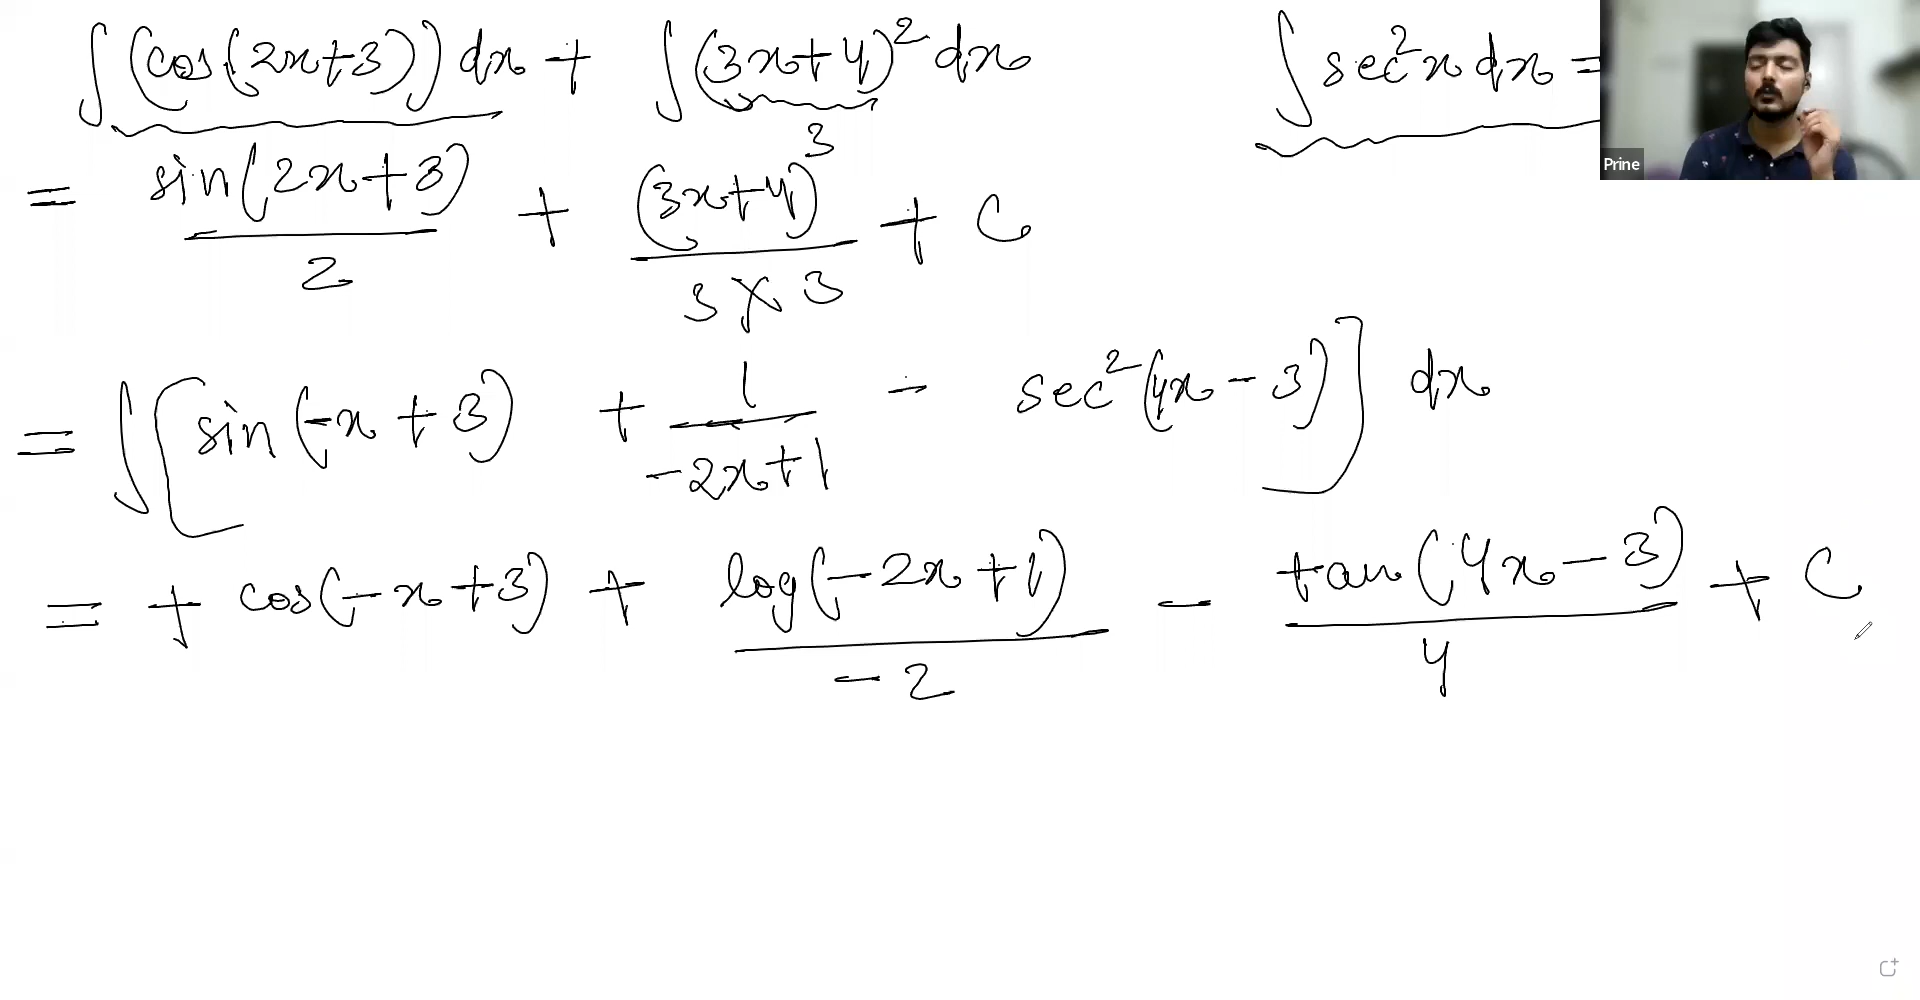 ∫(cos(2x+3))dx + ∫(3x+4)² dx
∫sec²x dx =
Prine
= sin(2x+3)/2 + (3x+4)³/3×3 + C
= ∫[sin(-x+3) + 1/-2x+1 - sec²(4x-3)] dx
= + cos(-x+3) + log(-2x+1)/-2 - tan(4x-3)/4 + C